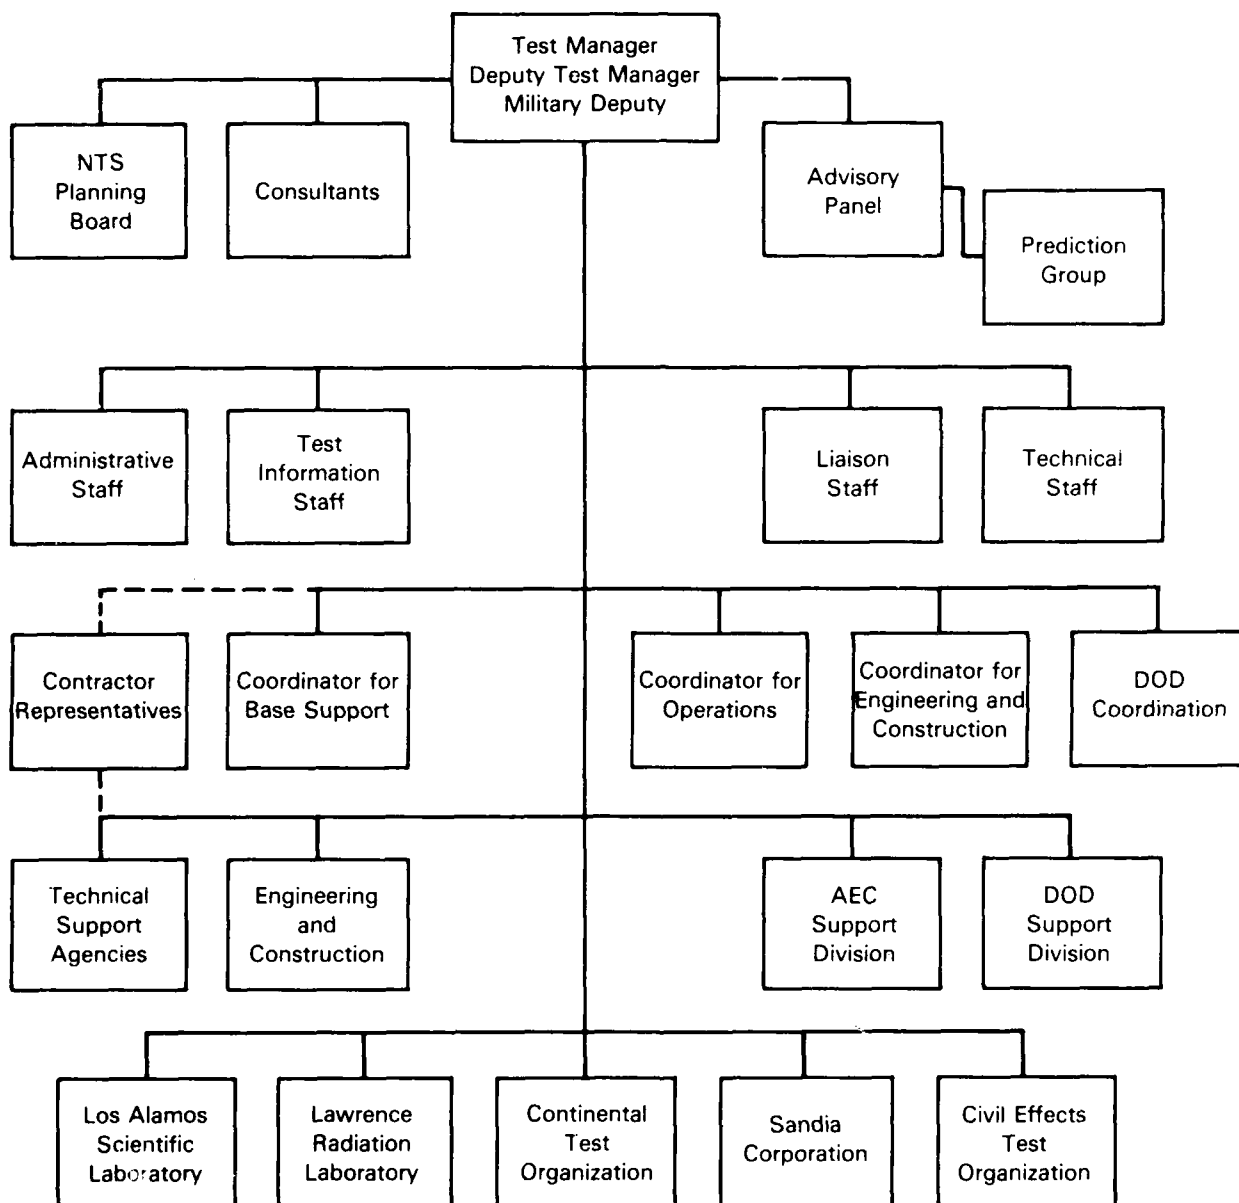 Test Manager
Deputy Test Manager
Military Deputy
NTS
Planning
Board
Consultants
Advisory
Panel
Prediction
Group
Administrative
Staff
Test
Information
Staff
Liaison
Staff
Technical
Staff
Contractor
Representatives
Coordinator for
Base Support
Coordinator for
Operations
Coordinator for
Engineering and
Construction
DOD
Coordination
Technical
Support
Agencies
Engineering
and
Construction
AEC
Support
Division
DOD
Support
Division
Los Alamos
Scientific
Laboratory
Lawrence
Radiation
Laboratory
Continental
Test
Organization
Sandia
Corporation
Civil Effects
Test
Organization